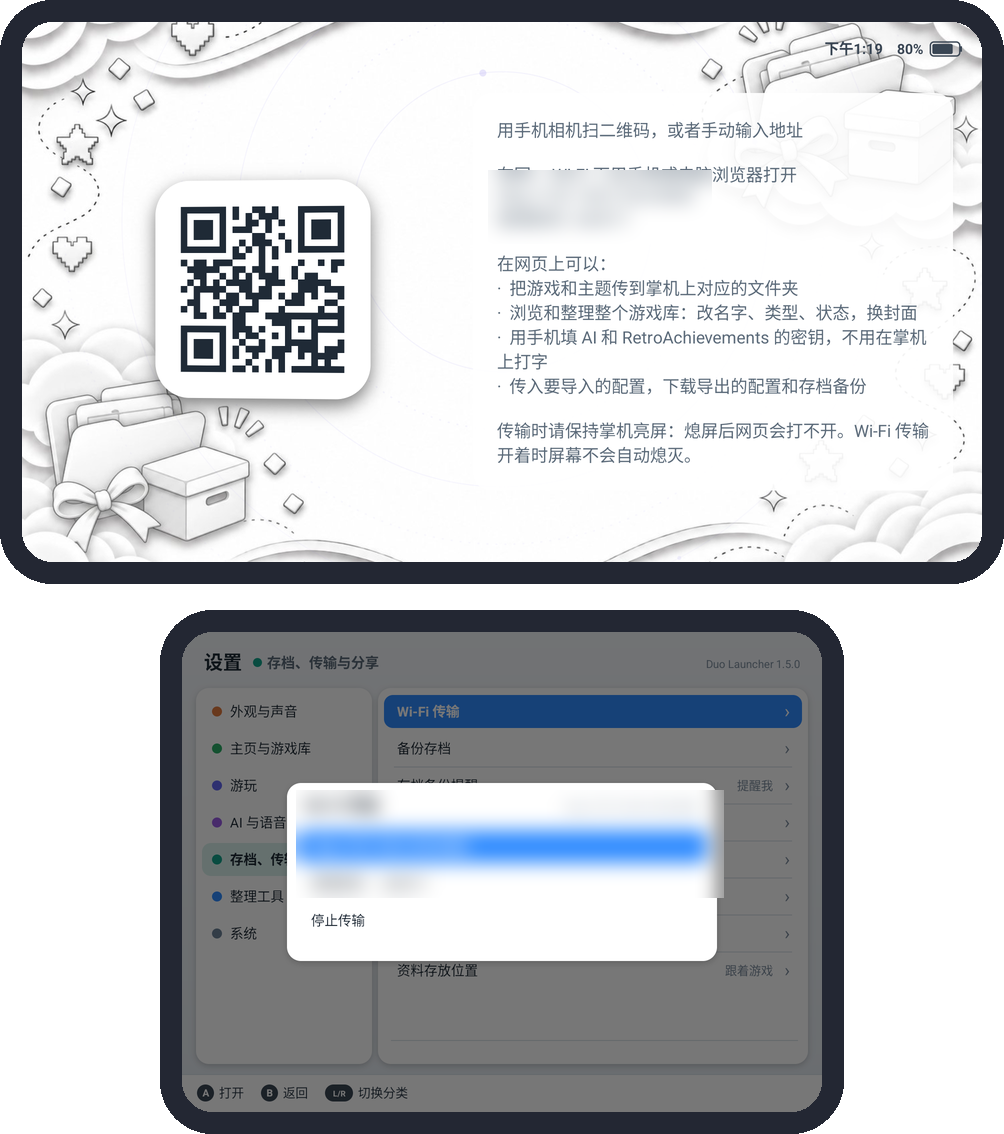 下午1:19 80%
用手机相机扫二维码，或者手动输入地址
浏览器打开
在网页上可以：
· 把游戏和主题传到掌机上对应的文件夹
· 浏览和整理整个游戏库：改名字、类型、状态，换封面
· 用手机填 AI 和 RetroAchievements 的密钥，不用在掌机
上打字
· 传入要导入的配置，下载导出的配置和存档备份
传输时请保持掌机亮屏：熄屏后网页会打不开。Wi-Fi 传输
开着时屏幕不会自动熄灭。
设置 存档、传输与分享 Duo Launcher 1.5.0
外观与声音
主页与游戏库
游玩
AI 与语音
存档、传
整理工具
系统
Wi-Fi 传输 ›
备份存档 ›
提醒我 ›
停止传输
资料存放位置 跟着游戏 ›
A 打开 B 返回 L/R 切换分类